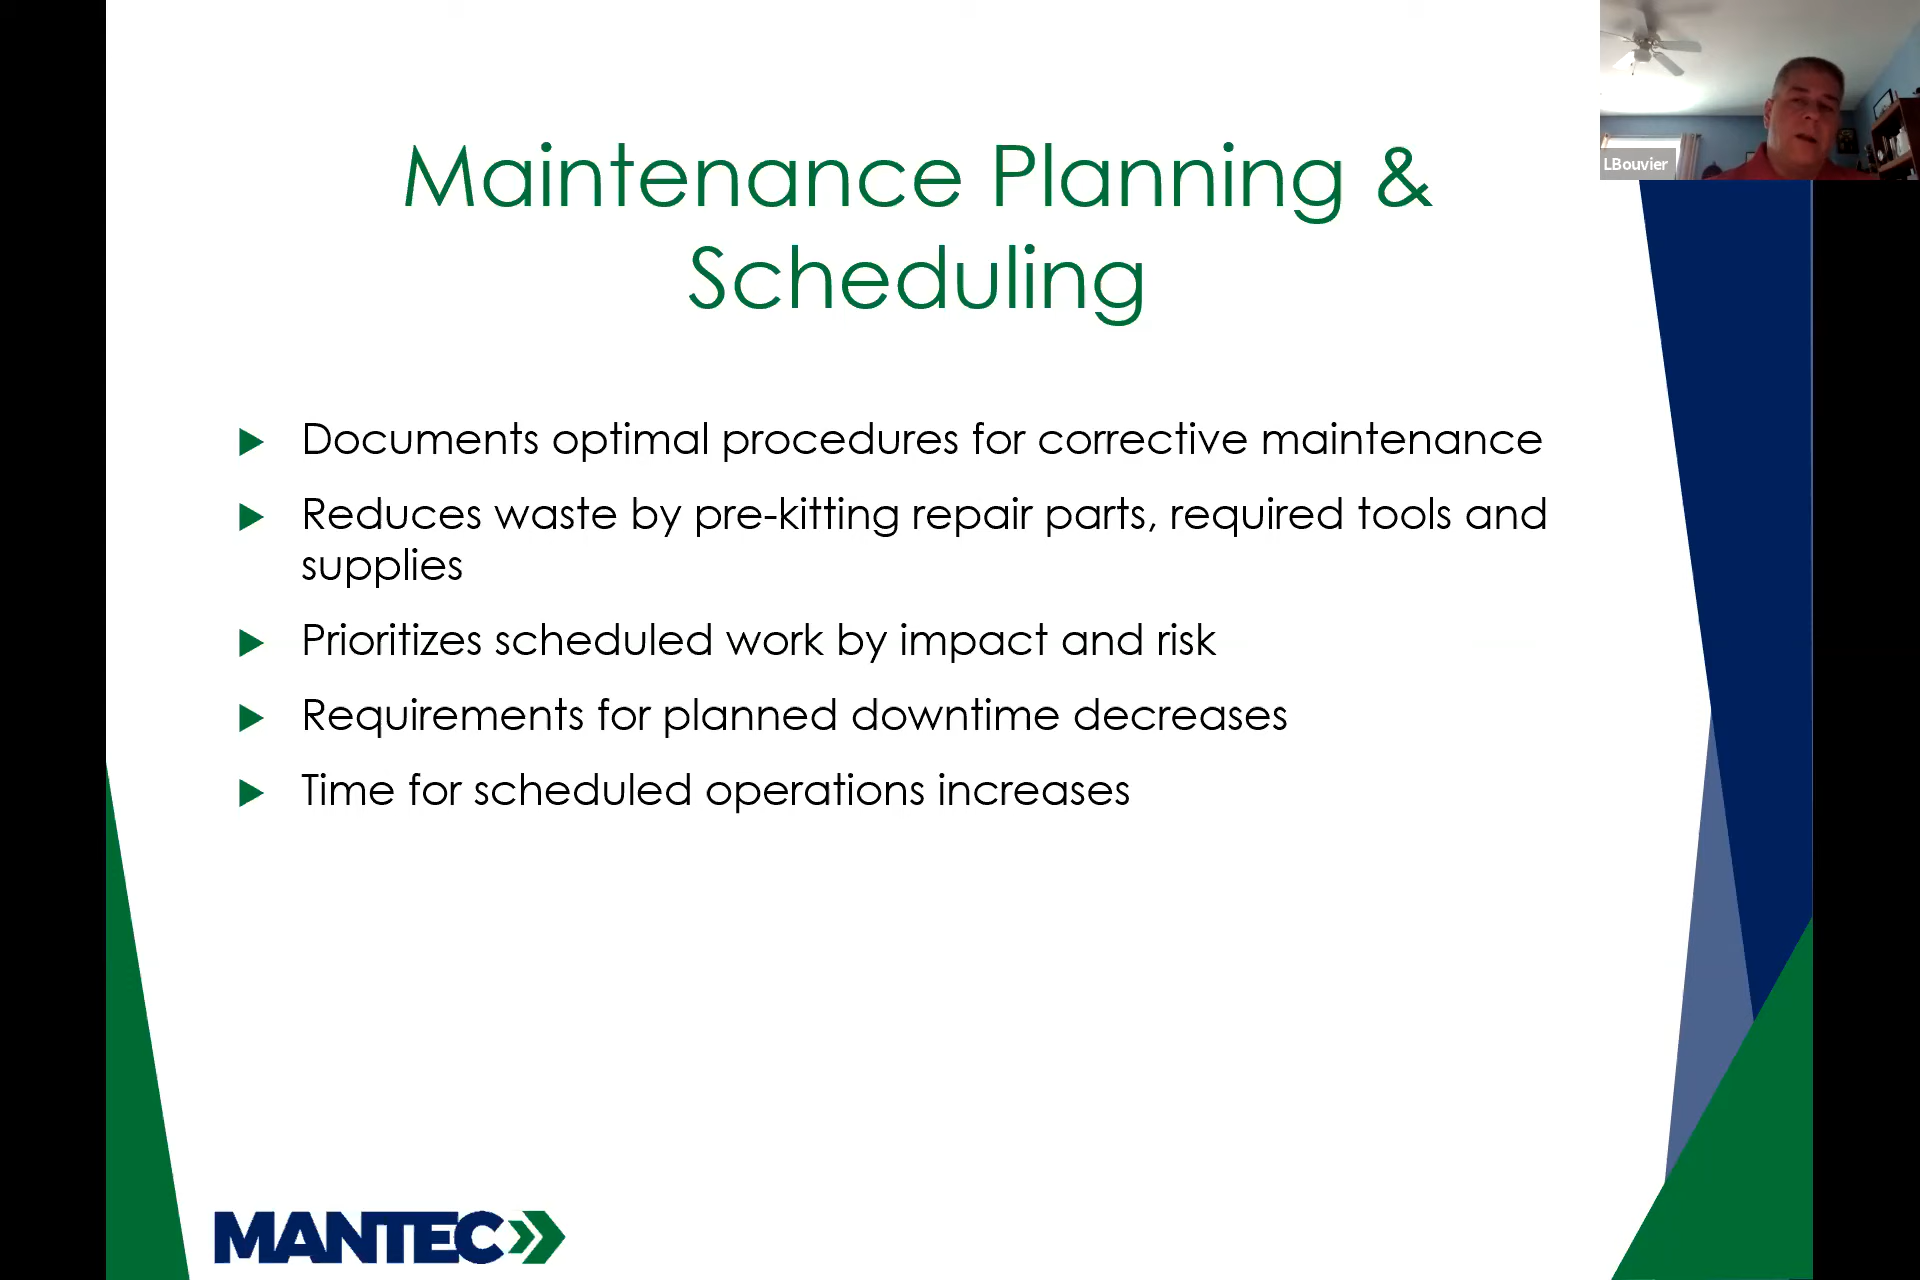 LBouvier
Maintenance Planning &
Scheduling
Documents optimal procedures for corrective maintenance
Reduces waste by pre-kitting repair parts, required tools and
supplies
Prioritizes scheduled work by impact and risk
Requirements for planned downtime decreases
Time for scheduled operations increases
MANTEC